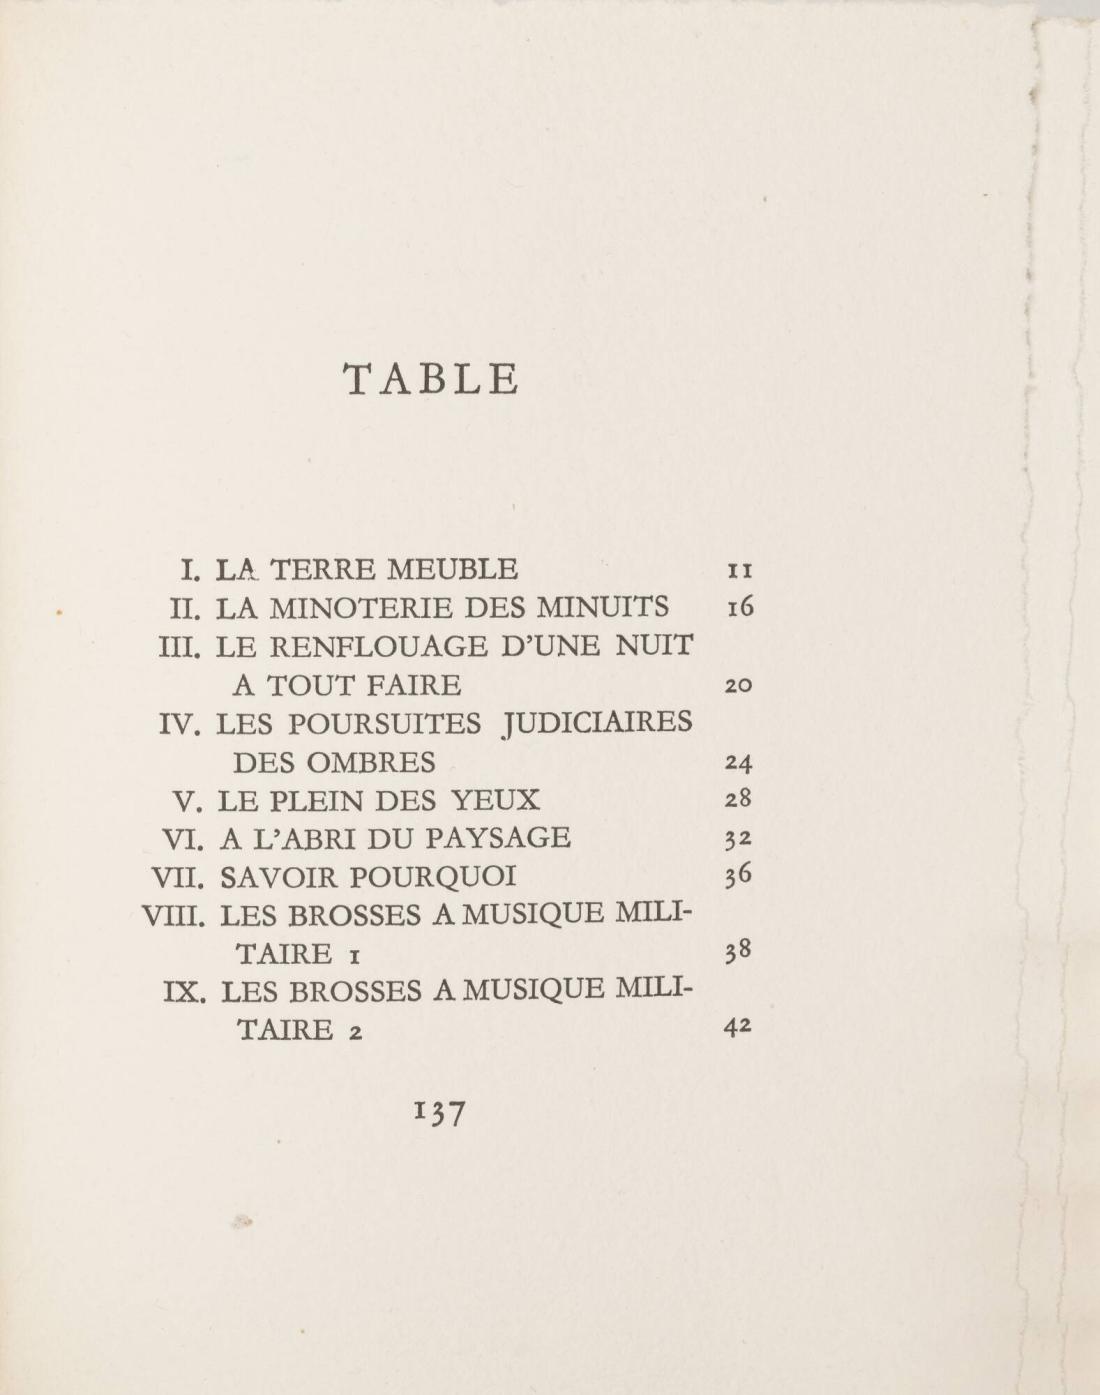 TABLE
I. LA TERRE MEUBLE 11
II. LA MINOTERIE DES MINUITS 16
III. LE RENFLOUAGE D'UNE NUIT
A TOUT FAIRE 20
IV. LES POURSUITES JUDICIAIRES
DES OMBRES 24
V. LE PLEIN DES YEUX 28
VI. A L'ABRI DU PAYSAGE 32
VII. SAVOIR POURQUOI 36
VIII. LES BROSSES A MUSIQUE MILI-
TAIRE 1 38
IX. LES BROSSES A MUSIQUE MILI-
TAIRE 2 42
137